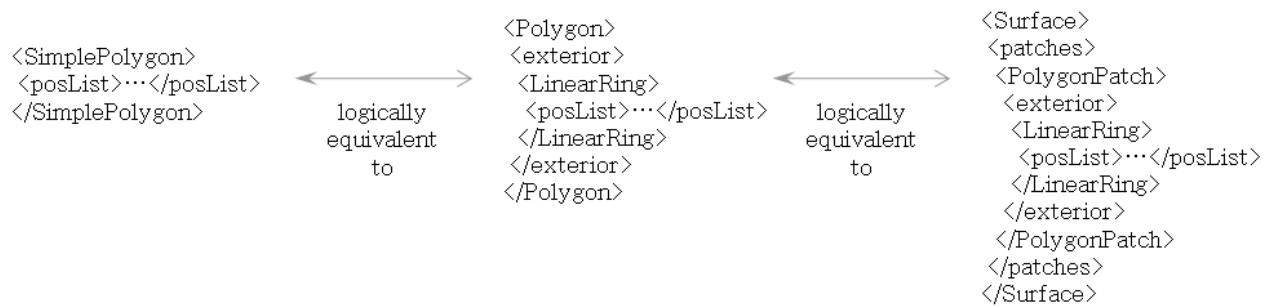 <SimplePolygon>
<posList>⋯</posList>
</SimplePolygon>
logically
equivalent
to
<Polygon>
<exterior>
<LinearRing>
<posList>⋯</posList>
</LinearRing>
</exterior>
</Polygon>
logically
equivalent
to
<Surface>
<patches>
<PolygonPatch>
<exterior>
<LinearRing>
<posList>⋯</posList>
</LinearRing>
</exterior>
</PolygonPatch>
</patches>
</Surface>